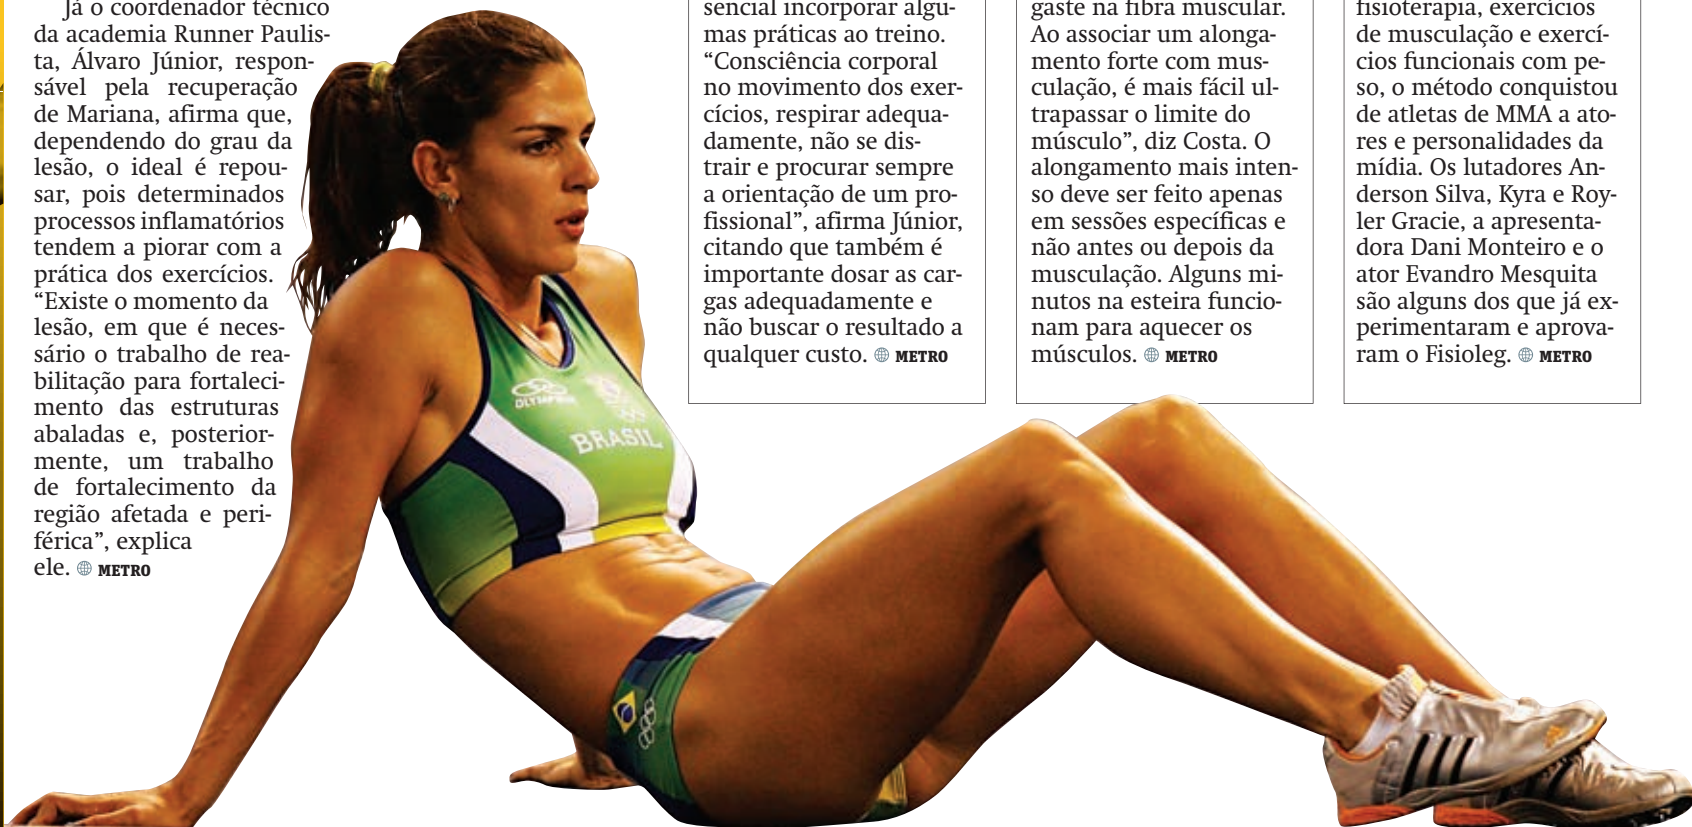 Já o coordenador técnico
da academia Runner Paulis-
ta, Álvaro Júnior, respon-
sável pela recuperação
de Mariana, afirma que,
dependendo do grau da
lesão, o ideal é repou-
sar, pois determinados
processos inflamatórios
tendem a piorar com a
prática dos exercícios.
“Existe o momento da
lesão, em que é neces-
sário o trabalho de rea-
bilitação para fortaleci-
mento das estruturas
abaladas e, posterior-
mente, um trabalho
de fortalecimento da
região afetada e peri-
férica”, explica
ele. METRO
sencial incorporar algu-
mas práticas ao treino.
“Consciência corporal
no movimento dos exer-
cícios, respirar adequa-
damente, não se dis-
trair e procurar sempre
a orientação de um pro-
fissional”, afirma Júnior,
citando que também é
importante dosar as car-
gas adequadamente e
não buscar o resultado a
qualquer custo. METRO
gaste na fibra muscular.
Ao associar um alonga-
mento forte com mus-
culação, é mais fácil ul-
trapassar o limite do
músculo”, diz Costa. O
alongamento mais inten-
so deve ser feito apenas
em sessões específicas e
não antes ou depois da
musculação. Alguns mi-
nutos na esteira funcio-
nam para aquecer os
músculos. METRO
fisioterapia, exercícios
de musculação e exercí-
cios funcionais com pe-
so, o método conquistou
de atletas de MMA a ato-
res e personalidades da
mídia. Os lutadores An-
derson Silva, Kyra e Roy-
ler Gracie, a apresenta-
dora Dani Monteiro e o
ator Evandro Mesquita
são alguns dos que já ex-
perimentaram e aprova-
ram o Fisioleg. METRO
OLYMPIKUS
BRASIL